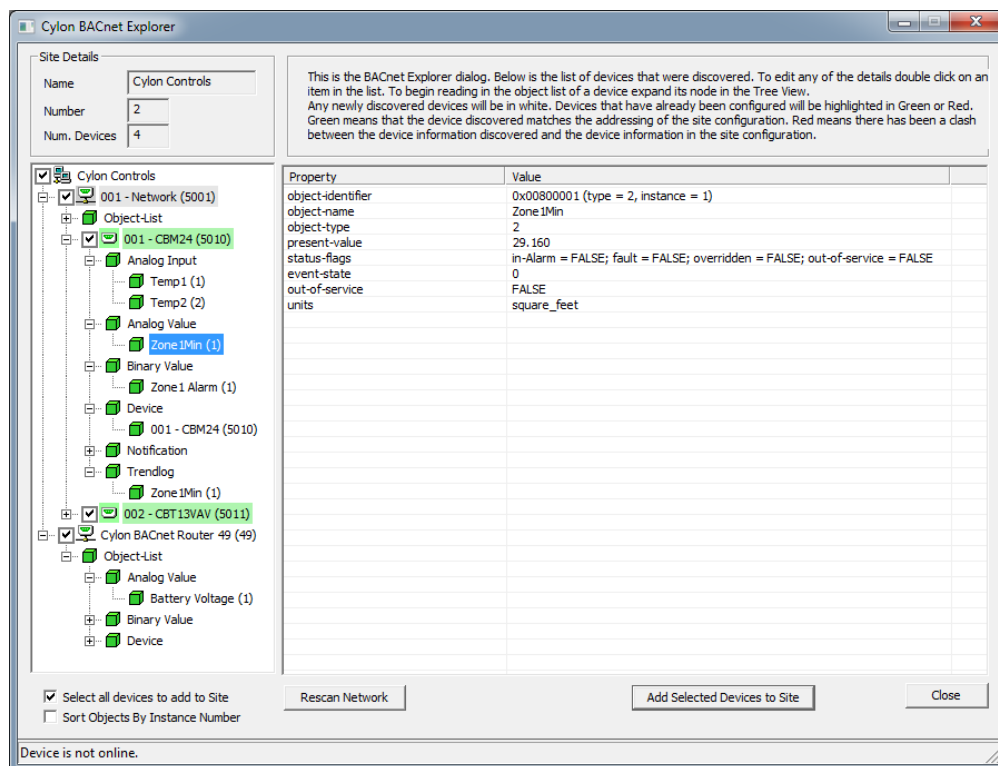 Cylon BACnet Explorer
Site Details
Name Cylon Controls
Number 2
Num. Devices 4
This is the BACnet Explorer dialog. Below is the list of devices that were discovered. To edit any of the details double click on an
item in the list. To begin reading in the object list of a device expand its node in the Tree View.
Any newly discovered devices will be in white. Devices that have already been configured will be highlighted in Green or Red.
Green means that the device discovered matches the addressing of the site configuration. Red means there has been a clash
between the device information discovered and the device information in the site configuration.
Cylon Controls
001 - Network (5001)
Object-List
001 - CBM24 (5010)
Analog Input
Temp1 (1)
Temp2 (2)
Analog Value
Zone1Min (1)
Binary Value
Zone1 Alarm (1)
Device
001 - CBM24 (5010)
Notification
Trendlog
Zone1Min (1)
002 - CBT13VAV (5011)
Cylon BACnet Router 49 (49)
Object-List
Analog Value
Battery Voltage (1)
Binary Value
Device
Property Value
object-identifier 0x00800001 (type = 2, instance = 1)
object-name Zone1Min
object-type 2
present-value 29.160
status-flags in-Alarm = FALSE; fault = FALSE; overridden = FALSE; out-of-service = FALSE
event-state 0
out-of-service FALSE
units square_feet
Select all devices to add to Site
Sort Objects By Instance Number
Rescan Network
Add Selected Devices to Site
Close
Device is not online.